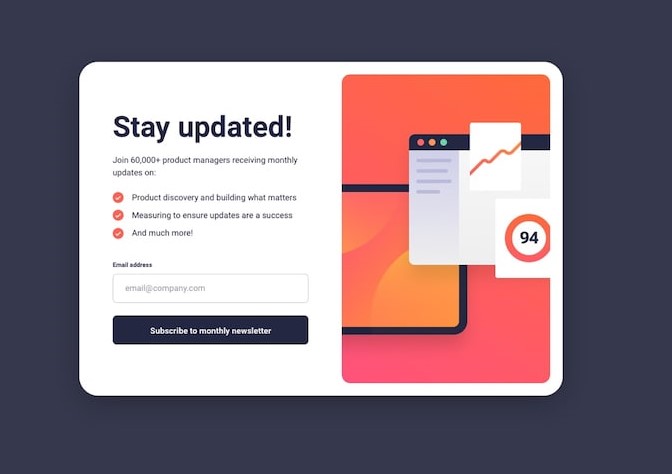 Stay updated!
Join 60,000+ product managers receiving monthly
updates on:
Product discovery and building what matters
Measuring to ensure updates are a success
And much more!
Email address
email@company.com
Subscribe to monthly newsletter
94